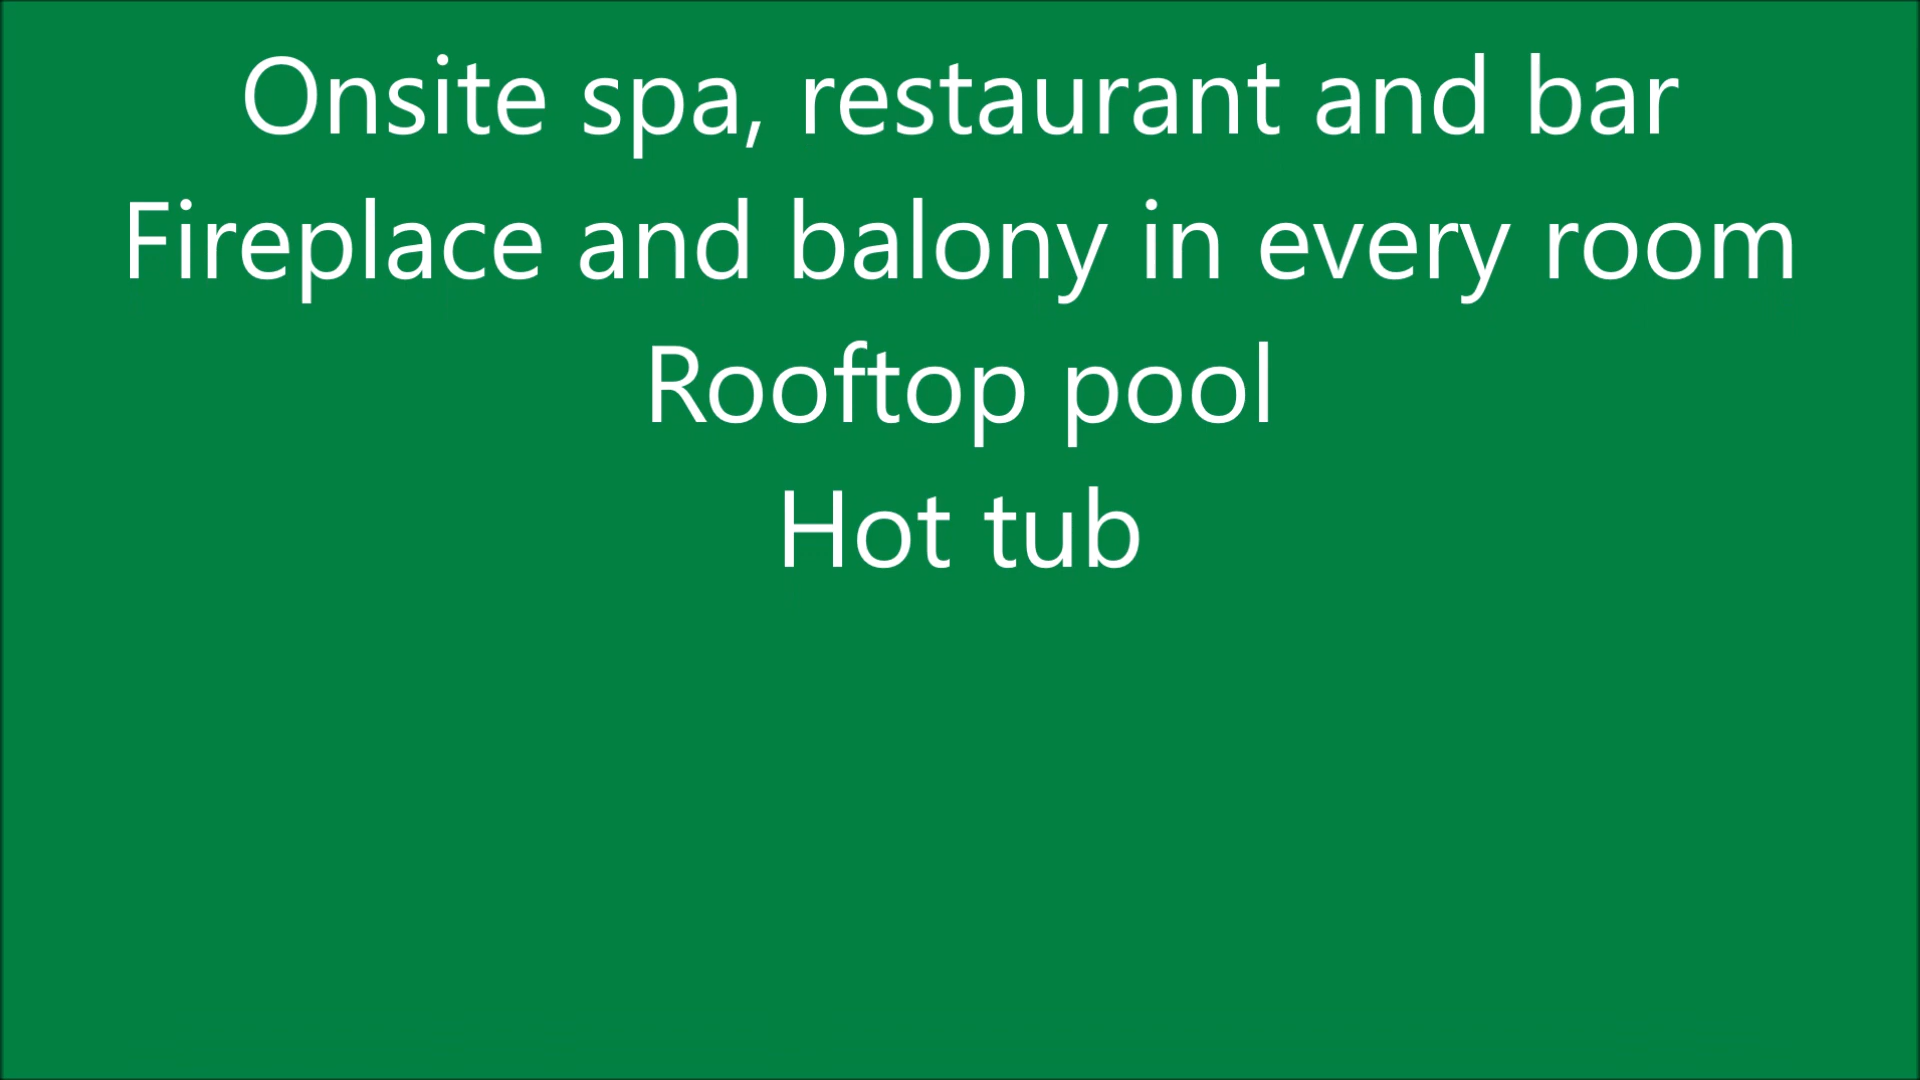 Onsite spa, restaurant and bar
Fireplace and balony in every room
Rooftop pool
Hot tub